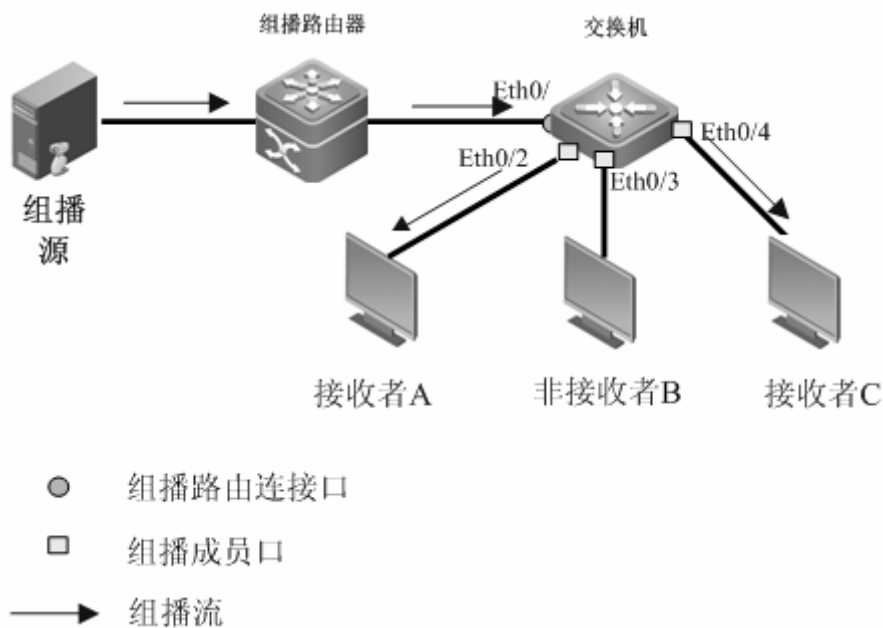 组播路由器
交换机
Eth0/
Eth0/4
Eth0/2
Eth0/3
组播
源
接收者A
非接收者B
接收者C
组播路由连接口
组播成员口
组播流